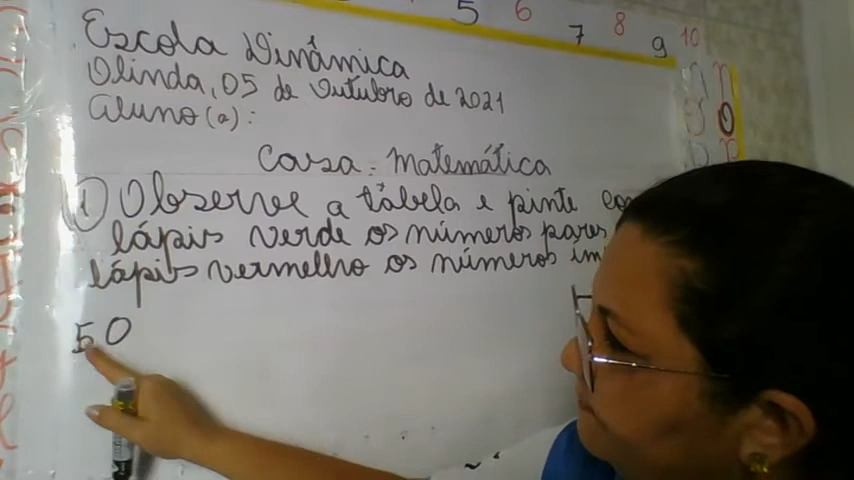 5 6 7 8 9 10
Escola Dinâmica
Olinda, 05 de Outubro de 2021
Aluno(a):
Casa: Matemática
1 Observe a tabela e pinte
lápis verde os números pares
lápis vermelho os números
50